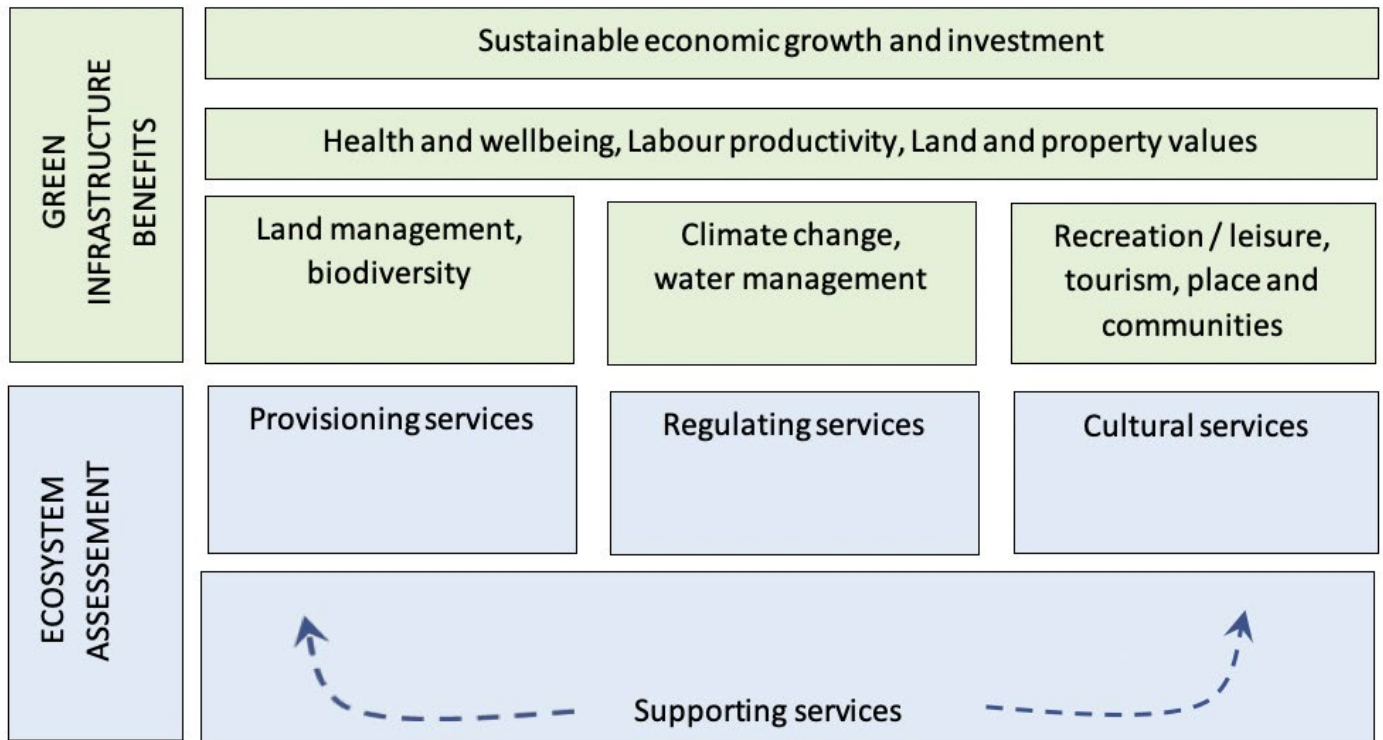 GREEN
INFRASTRUCTURE
BENEFITS
Sustainable economic growth and investment
Health and wellbeing, Labour productivity, Land and property values
Land management,
biodiversity
Climate change,
water management
Recreation / leisure,
tourism, place and
communities
ECOSYSTEM
ASSESSEMENT
Provisioning services
Regulating services
Cultural services
Supporting services